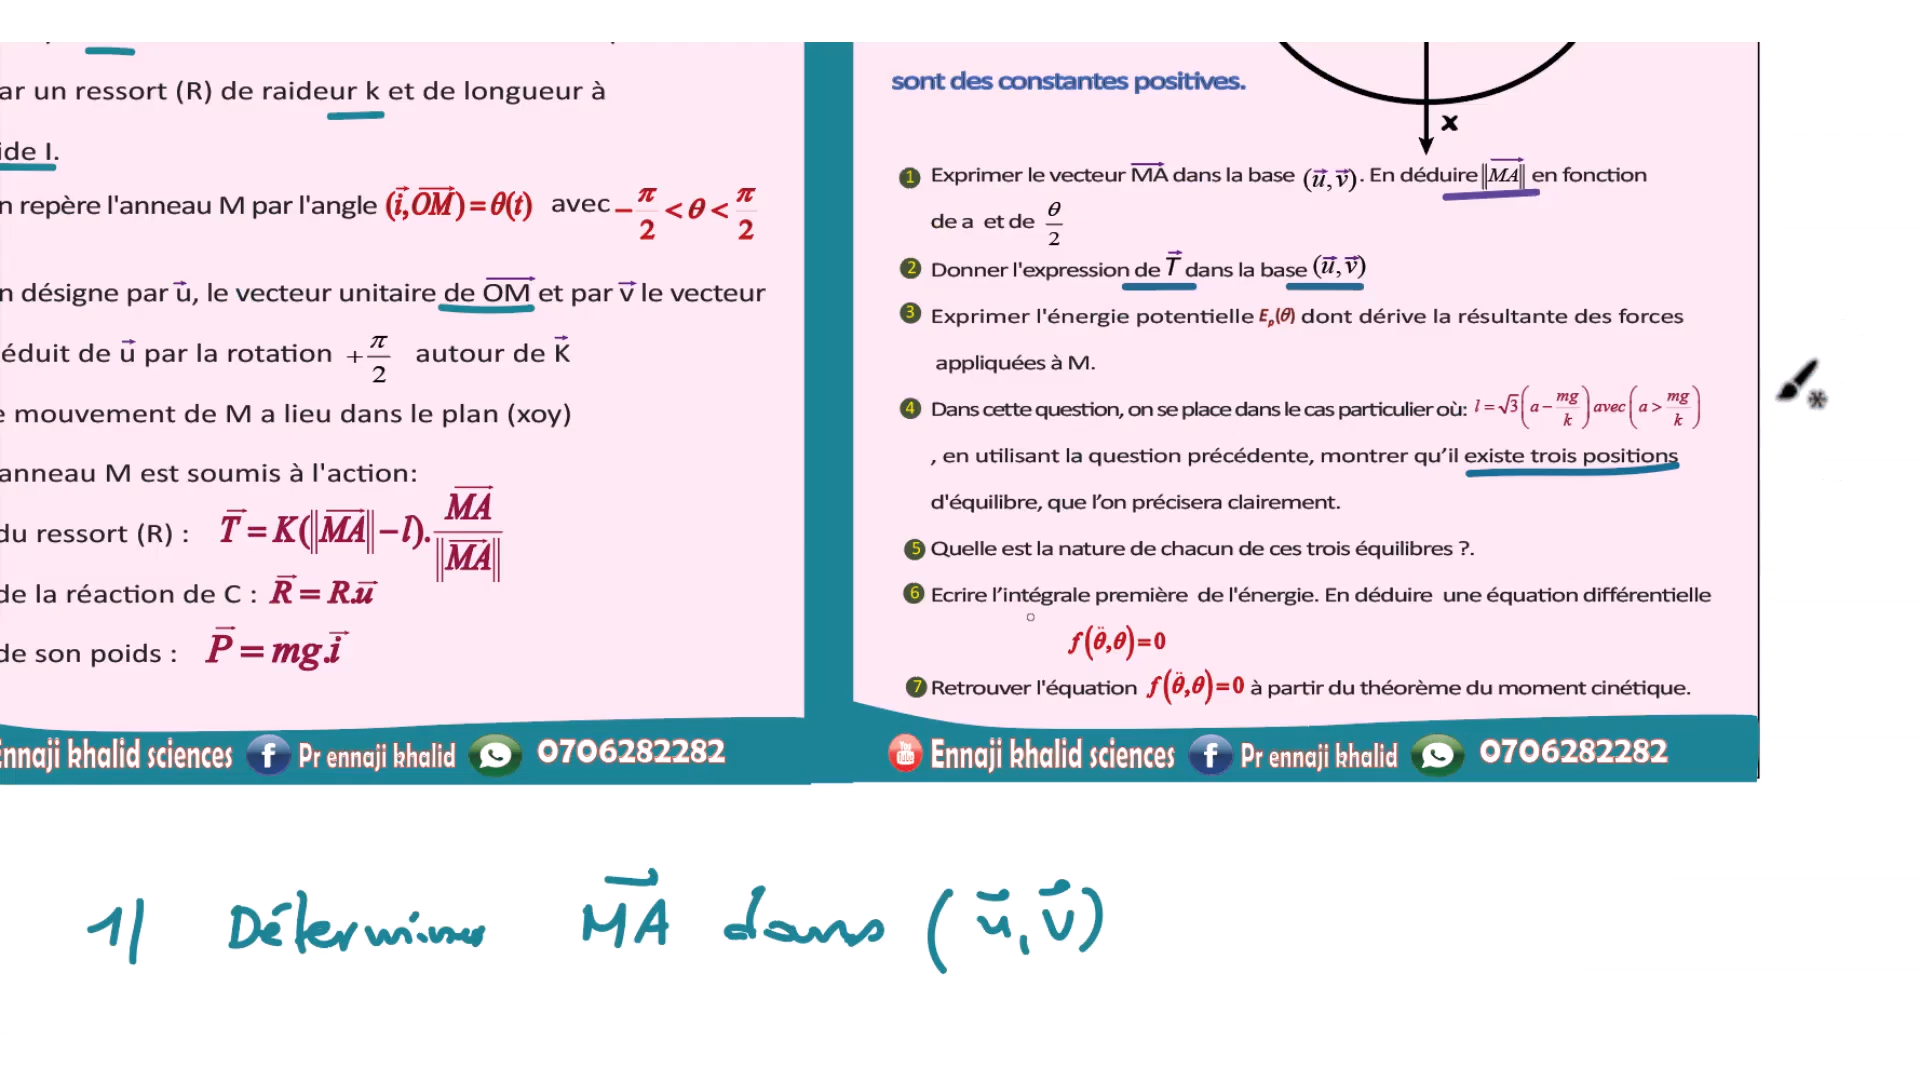 ar un ressort (R) de raideur k et de longueur à
ide I.
n repère l'anneau M par l'angle (i⃗,OM⃗)=θ(t) avec -π/2 <θ< π/2
n désigne par u⃗, le vecteur unitaire de OM⃗ et par v⃗ le vecteur
éduit de u⃗ par la rotation +π/2 autour de K⃗
e mouvement de M a lieu dans le plan (xoy)
anneau M est soumis à l'action:
du ressort (R) : T⃗=K(||MA⃗||-l).MA⃗/||MA⃗||
de la réaction de C : R⃗=R.u⃗
de son poids : P⃗=mg.i⃗
Ennaji khalid sciences f Pr ennaji khalid 0706282282
sont des constantes positives.
x
1 Exprimer le vecteur MA⃗ dans la base (u⃗,v⃗). En déduire ||MA⃗|| en fonction
de a et de θ/2
2 Donner l'expression de T⃗ dans la base (u⃗,v⃗)
3 Exprimer l'énergie potentielle Eₚ(θ) dont dérive la résultante des forces
appliquées à M.
4 Dans cette question, on se place dans le cas particulier où: l=√3(a-mg/k) avec (a>mg/k)
, en utilisant la question précédente, montrer qu’il existe trois positions
d'équilibre, que l’on précisera clairement.
5 Quelle est la nature de chacun de ces trois équilibres ?.
6 Ecrire l’intégrale première de l'énergie. En déduire une équation différentielle
f(θ̈,θ)=0
7 Retrouver l'équation f(θ̈,θ)=0 à partir du théorème du moment cinétique.
You Tube Ennaji khalid sciences f Pr ennaji khalid 0706282282
1) Déterminer MA⃗ dans (u⃗,v⃗)